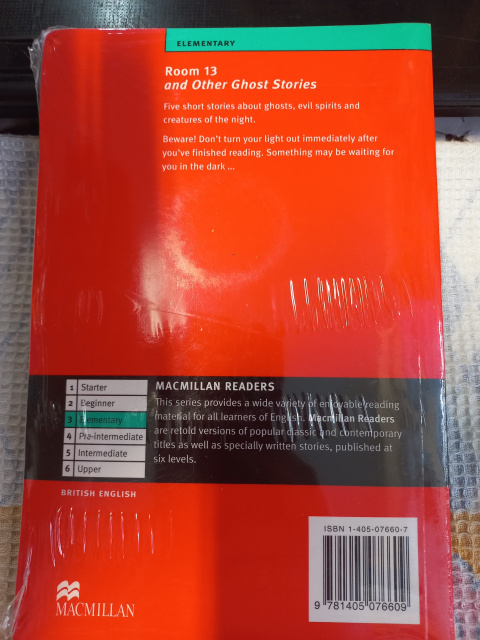 ELEMENTARY
Room 13
and Other Ghost Stories
Five short stories about ghosts, evil spirits and
creatures of the night.
Beware! Don't turn your light out immediately after
you've finished reading. Something may be waiting for
you in the dark ...
1 Starter
2 Beginner
3 Elementary
4 Pre-intermediate
5 Intermediate
6 Upper
MACMILLAN READERS
This series provides a wide variety of enjoyable reading
material for all learners of English. Macmillan Readers
are retold versions of popular classic and contemporary
titles as well as specially written stories, published at
six levels.
BRITISH ENGLISH
ISBN 1-405-07660-7
9 781405 076609
MACMILLAN